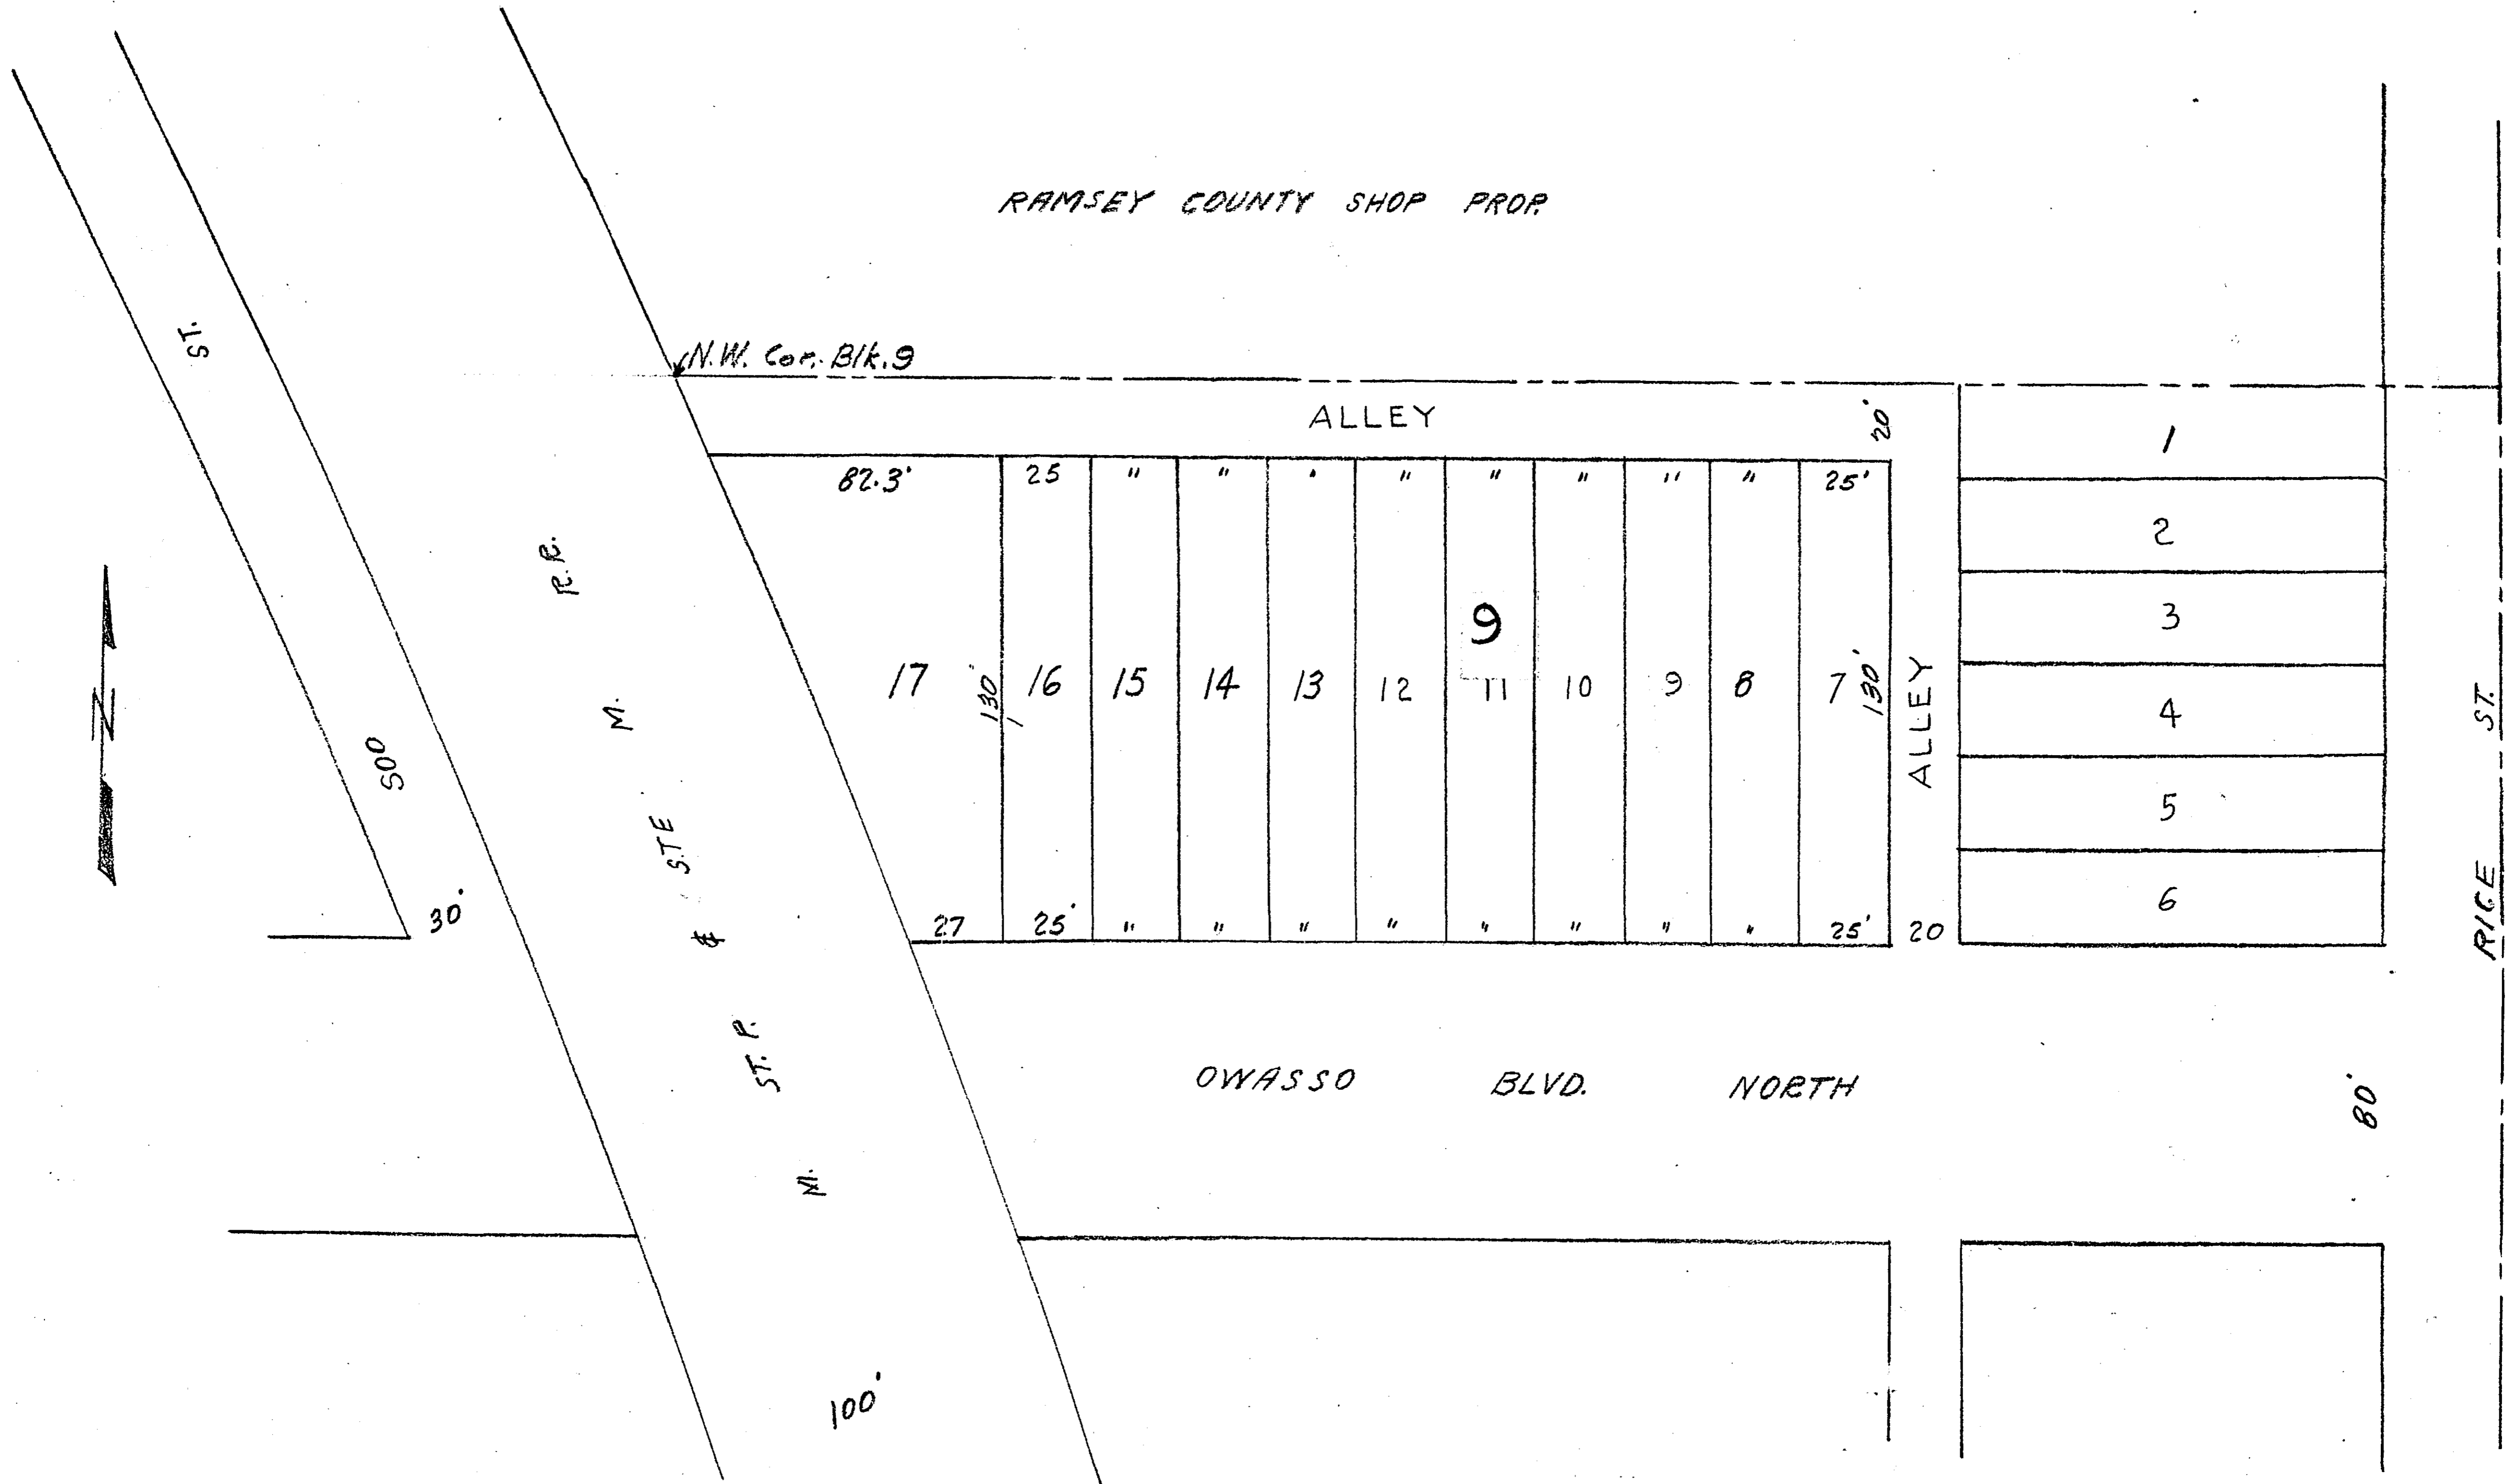 RAMSEY COUNTY SHOP PROP.
ST.
N.W. Cor. Blk. 9
ALLEY
20'
1
82.3' 25 " " " " " " " " 25'
2
R.R.
9
3
17 130' 16 15 14 13 12 11 10 9 8 7 130'
ALLEY
4
M.
N
SOO
STE
5
&
6
30'
27 25' " " " " " " " " 25' 20
RICE ST.
ST. P.
OWASSO BLVD. NORTH
80'
M.
100'